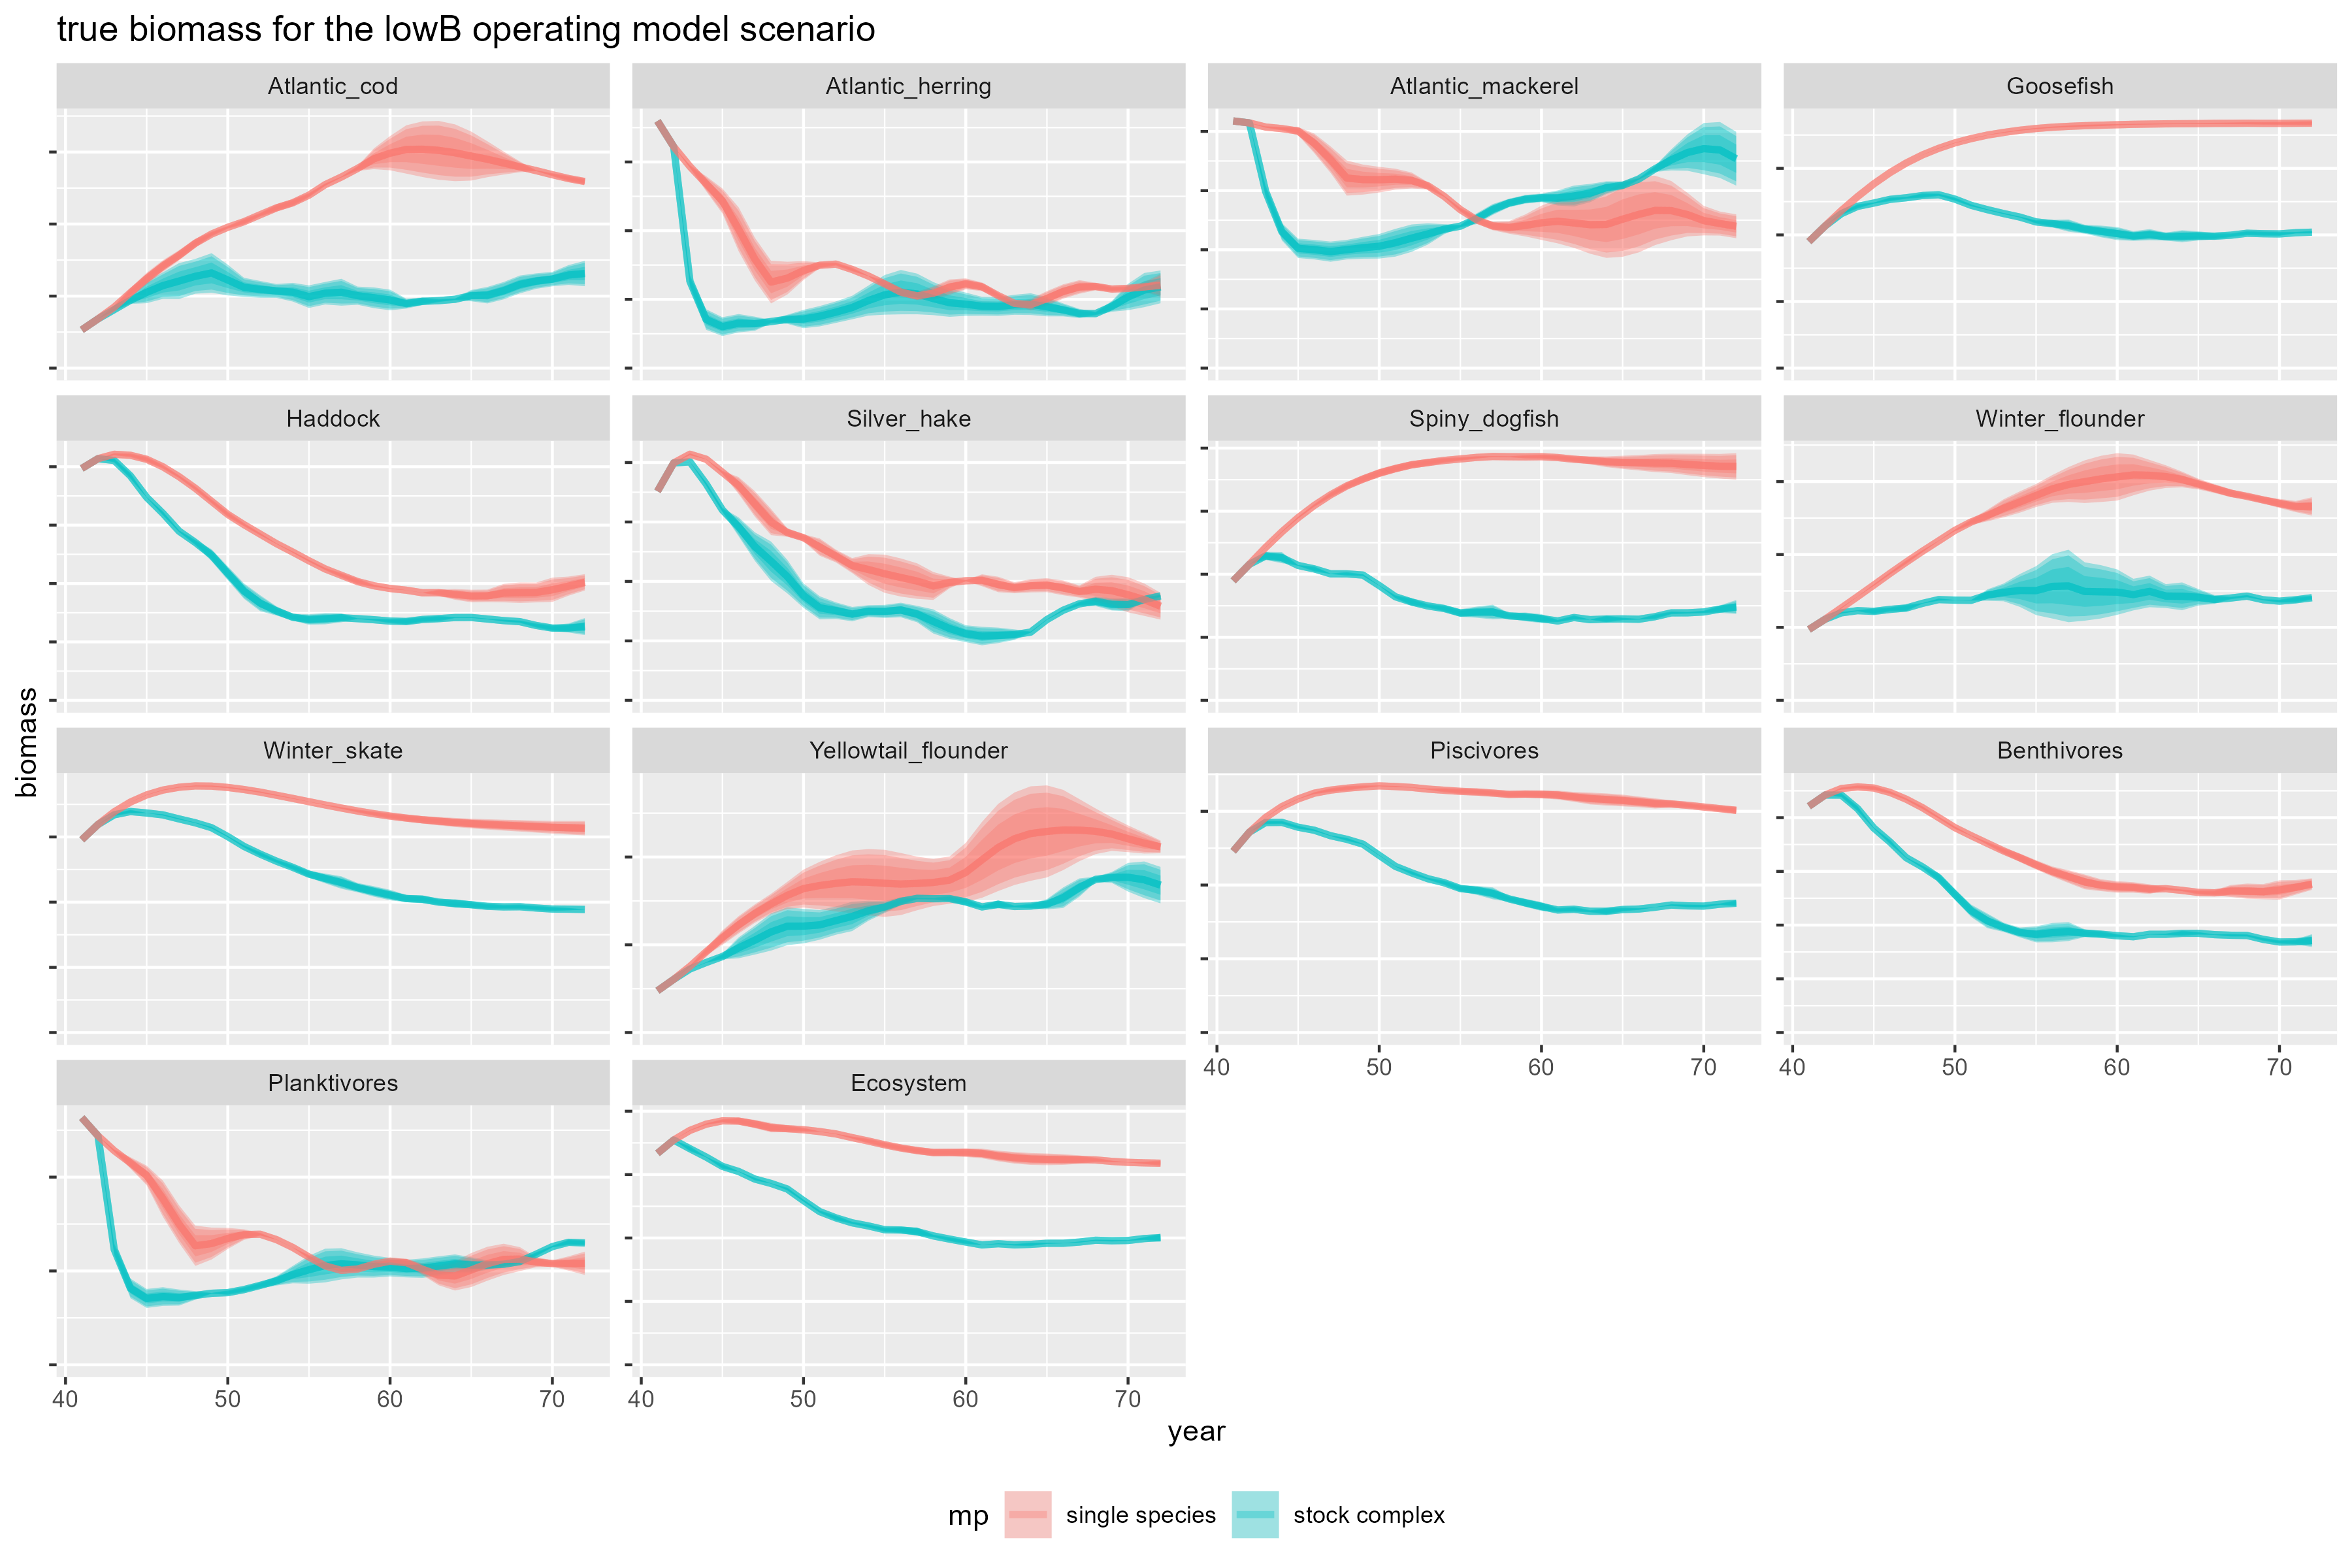 true biomass for the lowB operating model scenario
Atlantic_cod
Atlantic_herring
Atlantic_mackerel
Goosefish
Haddock
Silver_hake
Spiny_dogfish
Winter_flounder
Winter_skate
Yellowtail_flounder
Piscivores
Benthivores
40 50 60 70
40 50 60 70
Planktivores
Ecosystem
40 50 60 70
40 50 60 70
biomass
year
mp single species stock complex